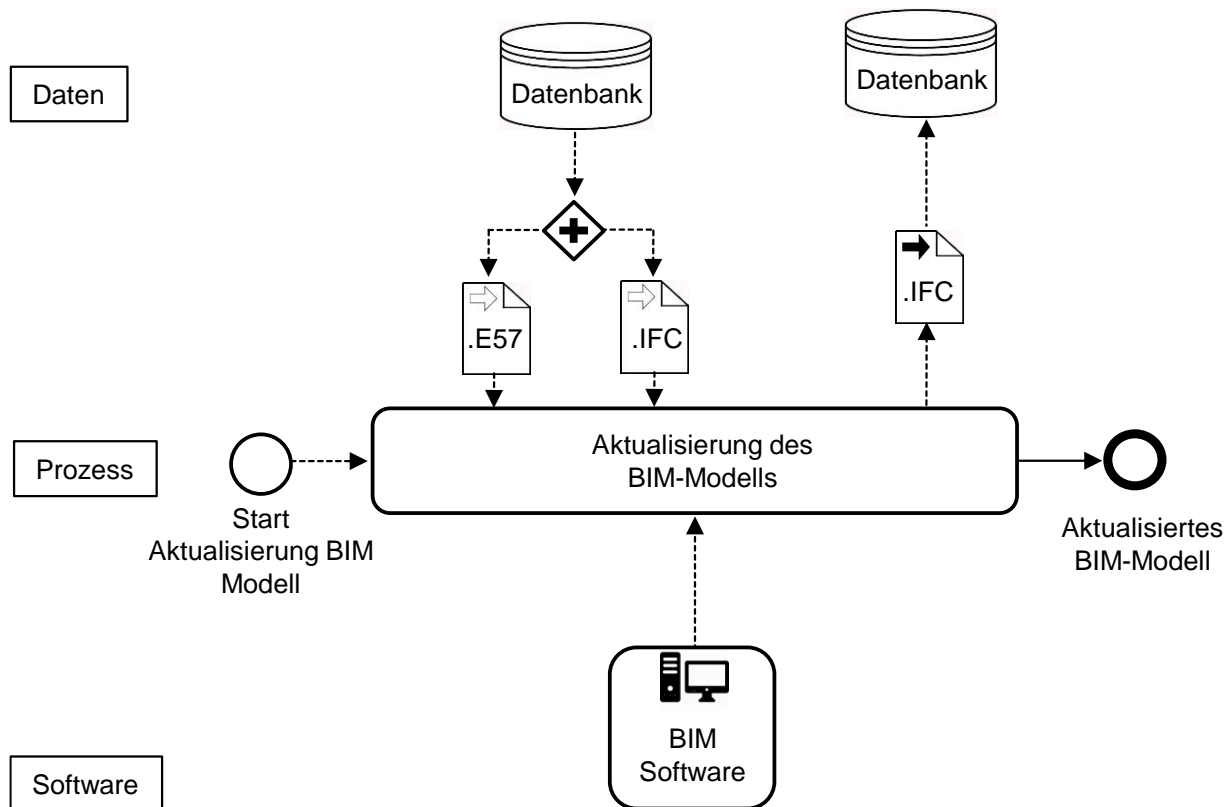 Datenbank
Datenbank
Daten
.E57
.IFC
.IFC
Prozess
Aktualisierung des
BIM-Modells
Start
Aktualisierung BIM
Modell
Aktualisiertes
BIM-Modell
BIM
Software
Software